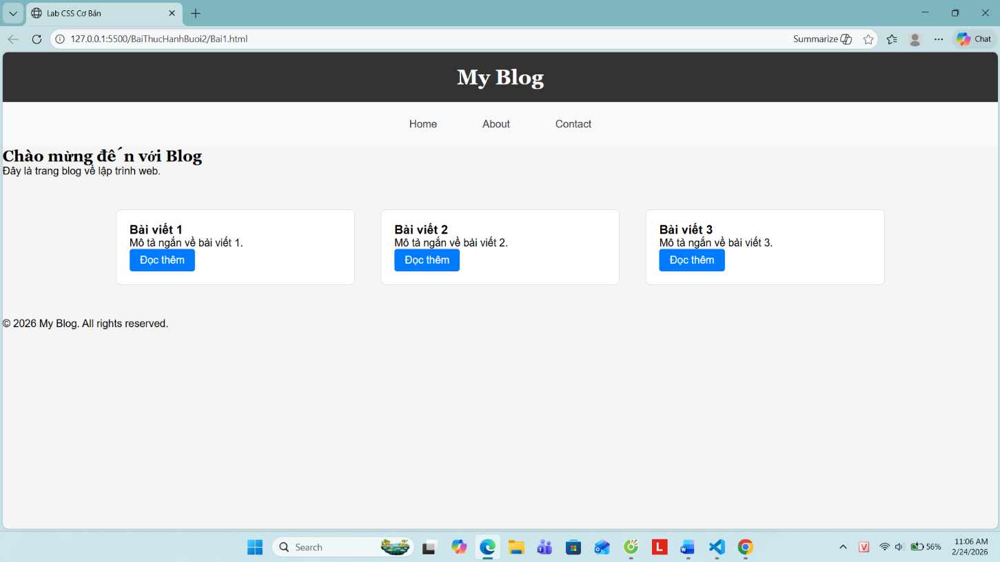 Lab CSS Cơ Bản
127.0.0.1:5500/BaiThucHanhBuoi2/Bai1.html
Summarize
Chat
My Blog
Home About Contact
Chào mừng đến với Blog
Đây là trang blog về lập trình web.
Bài viết 1
Mô tả ngắn về bài viết 1.
Đọc thêm
Bài viết 2
Mô tả ngắn về bài viết 2.
Đọc thêm
Bài viết 3
Mô tả ngắn về bài viết 3.
Đọc thêm
© 2026 My Blog. All rights reserved.
Search
L
V
56%
11:06 AM
2/24/2026